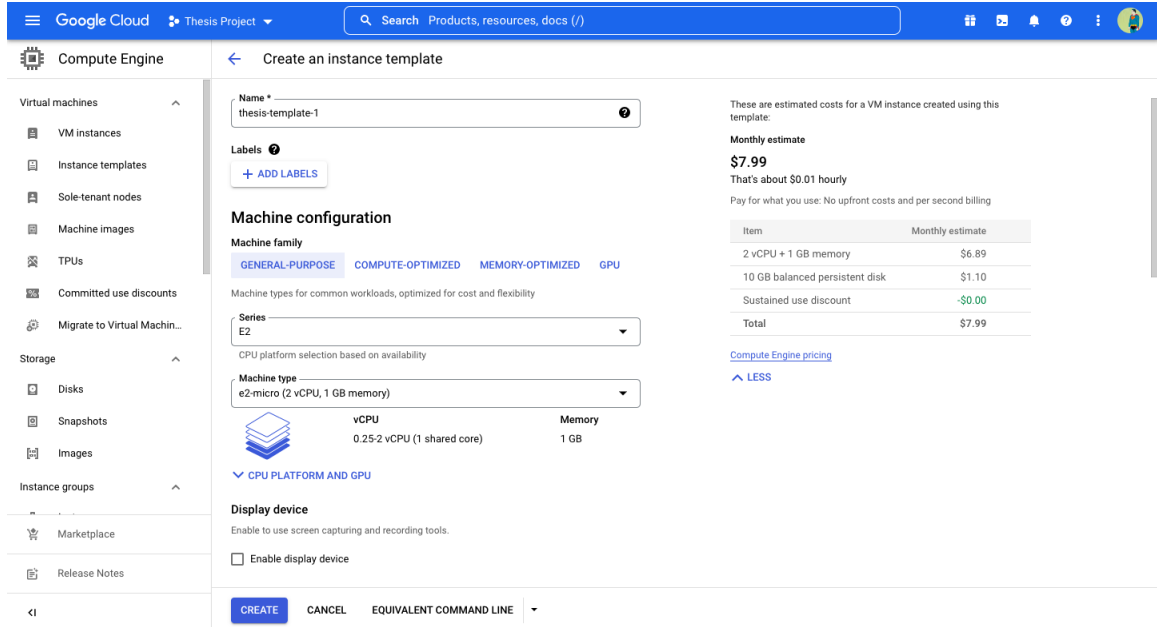 Google Cloud Thesis Project Search Products, resources, docs (/)
Compute Engine
Create an instance template
Virtual machines
VM instances
Instance templates
Sole-tenant nodes
Machine images
TPUs
Committed use discounts
Migrate to Virtual Machin...
Storage
Disks
Snapshots
Images
Instance groups
Marketplace
Release Notes
Name *
thesis-template-1
Labels
+ ADD LABELS
Machine configuration
Machine family
GENERAL-PURPOSE COMPUTE-OPTIMIZED MEMORY-OPTIMIZED GPU
Machine types for common workloads, optimized for cost and flexibility
Series
E2
CPU platform selection based on availability
Machine type
e2-micro (2 vCPU, 1 GB memory)
vCPU Memory
0.25-2 vCPU (1 shared core) 1 GB
CPU PLATFORM AND GPU
Display device
Enable to use screen capturing and recording tools.
Enable display device
CREATE CANCEL EQUIVALENT COMMAND LINE
These are estimated costs for a VM instance created using this
template:
Monthly estimate
$7.99
That's about $0.01 hourly
Pay for what you use: No upfront costs and per second billing
Item Monthly estimate
2 vCPU + 1 GB memory $6.89
10 GB balanced persistent disk $1.10
Sustained use discount -$0.00
Total $7.99
Compute Engine pricing
LESS